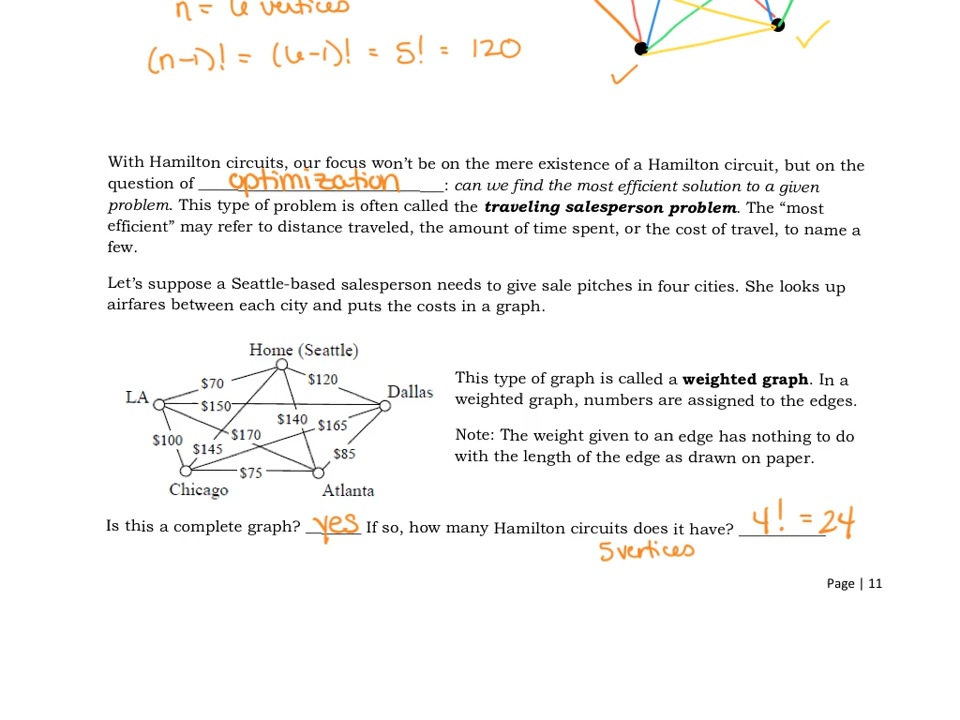 n = 6 vertices
(n-1)! = (6-1)! = 5! = 120
With Hamilton circuits, our focus won't be on the mere existence of a Hamilton circuit, but on the
question of optimization: can we find the most efficient solution to a given
problem. This type of problem is often called the traveling salesperson problem. The "most
efficient" may refer to distance traveled, the amount of time spent, or the cost of travel, to name a
few.
Let's suppose a Seattle-based salesperson needs to give sale pitches in four cities. She looks up
airfares between each city and puts the costs in a graph.
Home (Seattle)
$70
$120
LA
Dallas
$150
$140
$165
$170
$100
$145
$85
$75
Chicago
Atlanta
This type of graph is called a weighted graph. In a
weighted graph, numbers are assigned to the edges.
Note: The weight given to an edge has nothing to do
with the length of the edge as drawn on paper.
Is this a complete graph? yes If so, how many Hamilton circuits does it have? 4! = 24
5 vertices
Page | 11